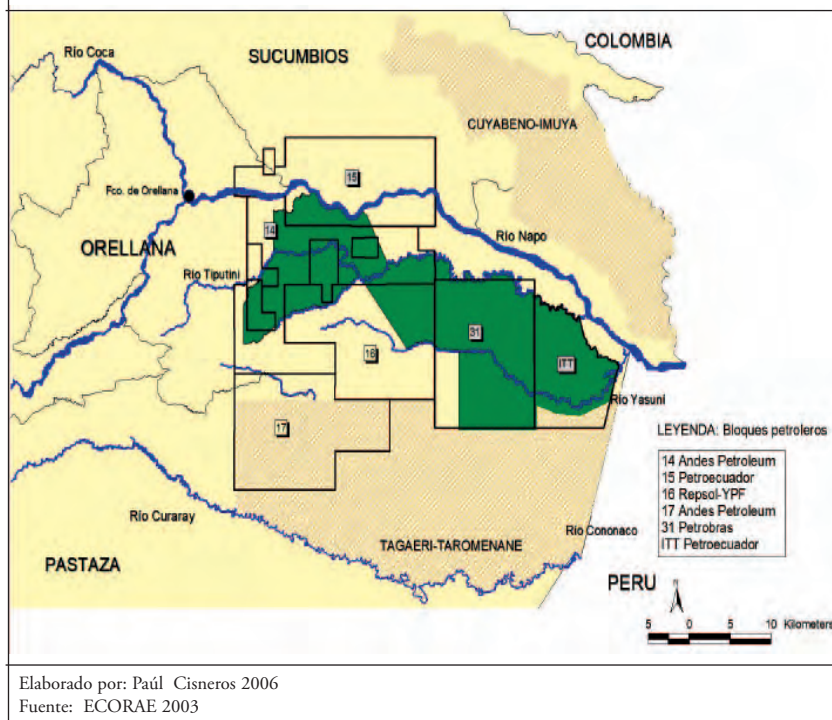 COLOMBIA
Río Coca
SUCUMBIOS
CUYABENO-IMUYA
15
Fco. de Orellana
14
Río Napo
ORELLANA
Río Tiputini
31
16
ITT
Río Yasuní
17
LEYENDA: Bloques petroleros
14 Andes Petroleum
15 Petroecuador
16 Repsol-YPF
17 Andes Petroleum
31 Petrobras
ITT Petroecuador
Río Curaray
Río Cononaco
TAGAERI-TAROMENANE
PASTAZA
PERU
N
5 0 5 10 Kilometers
Elaborado por: Paúl Cisneros 2006
Fuente: ECORAE 2003